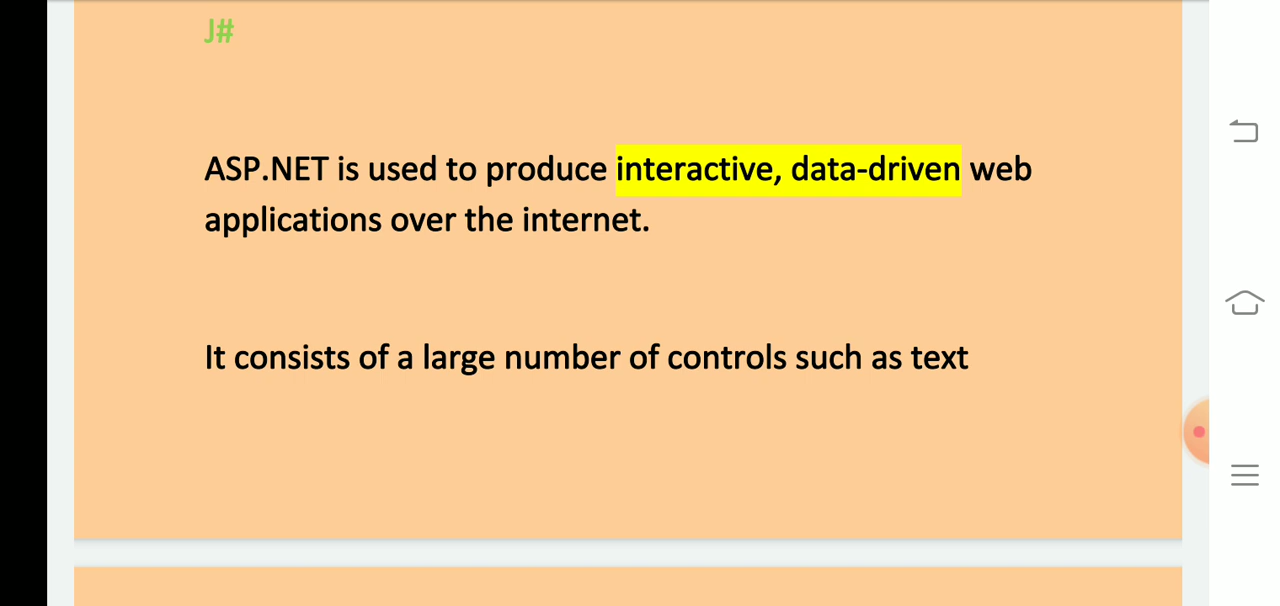 J#
ASP.NET is used to produce interactive, data-driven web
applications over the internet.
It consists of a large number of controls such as text